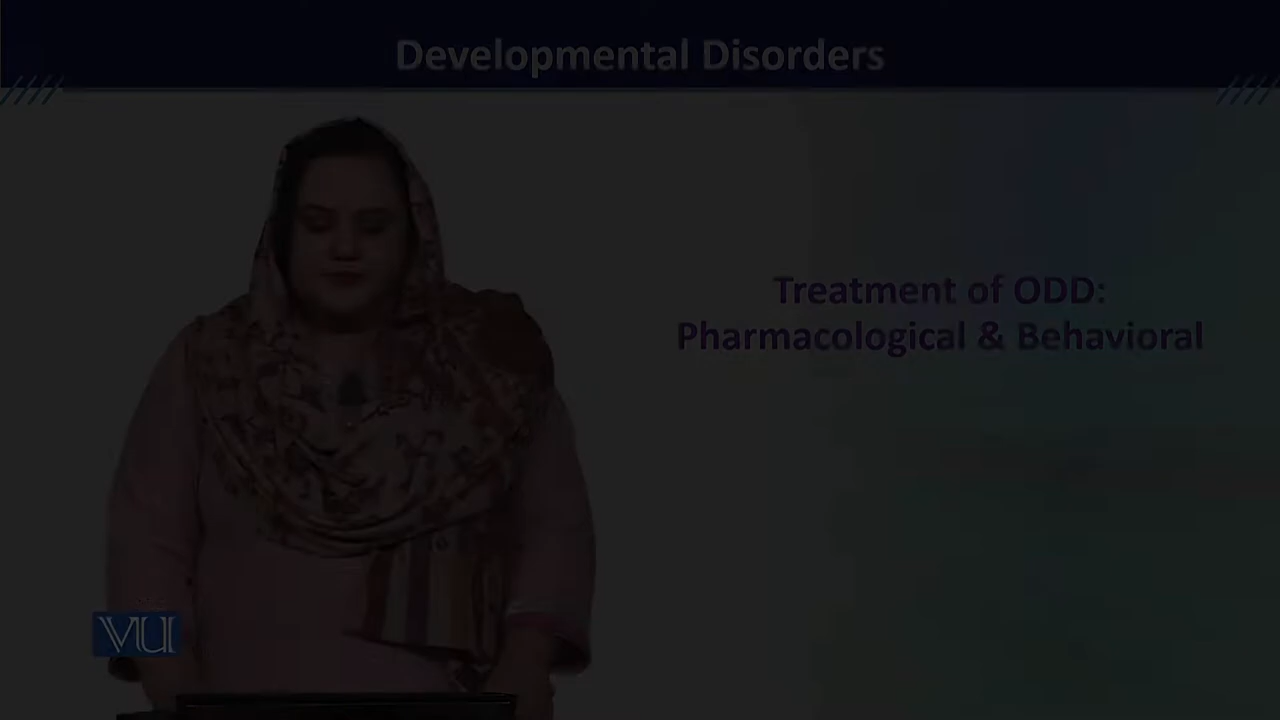 Developmental Disorders
Treatment of ODD:
Pharmacological & Behavioral
VU